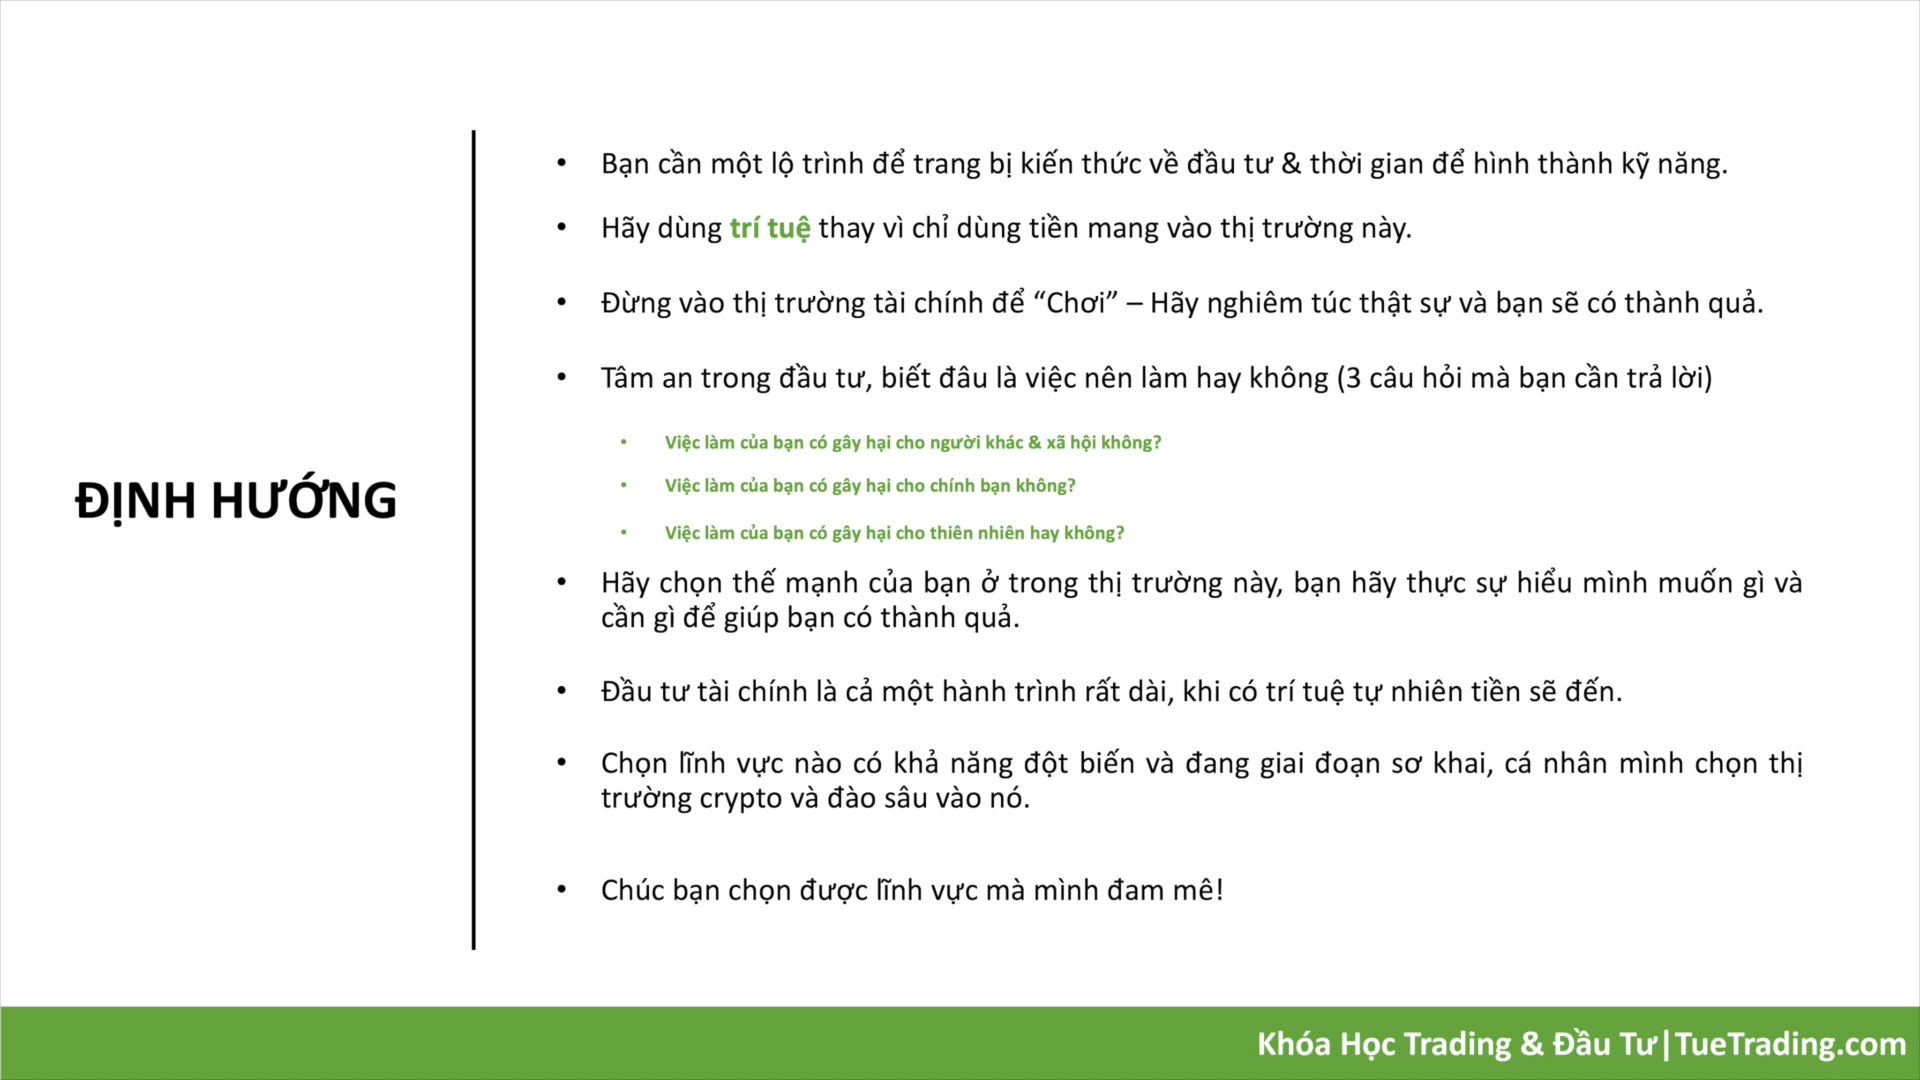 ĐỊNH HƯỚNG
• Bạn cần một lộ trình để trang bị kiến thức về đầu tư & thời gian để hình thành kỹ năng.
• Hãy dùng trí tuệ thay vì chỉ dùng tiền mang vào thị trường này.
• Đừng vào thị trường tài chính để “Chơi” – Hãy nghiêm túc thật sự và bạn sẽ có thành quả.
• Tâm an trong đầu tư, biết đâu là việc nên làm hay không (3 câu hỏi mà bạn cần trả lời)
• Việc làm của bạn có gây hại cho người khác & xã hội không?
• Việc làm của bạn có gây hại cho chính bạn không?
• Việc làm của bạn có gây hại cho thiên nhiên hay không?
• Hãy chọn thế mạnh của bạn ở trong thị trường này, bạn hãy thực sự hiểu mình muốn gì và
cần gì để giúp bạn có thành quả.
• Đầu tư tài chính là cả một hành trình rất dài, khi có trí tuệ tự nhiên tiền sẽ đến.
• Chọn lĩnh vực nào có khả năng đột biến và đang giai đoạn sơ khai, cá nhân mình chọn thị
trường crypto và đào sâu vào nó.
• Chúc bạn chọn được lĩnh vực mà mình đam mê!
Khóa Học Trading & Đầu Tư|TueTrading.com